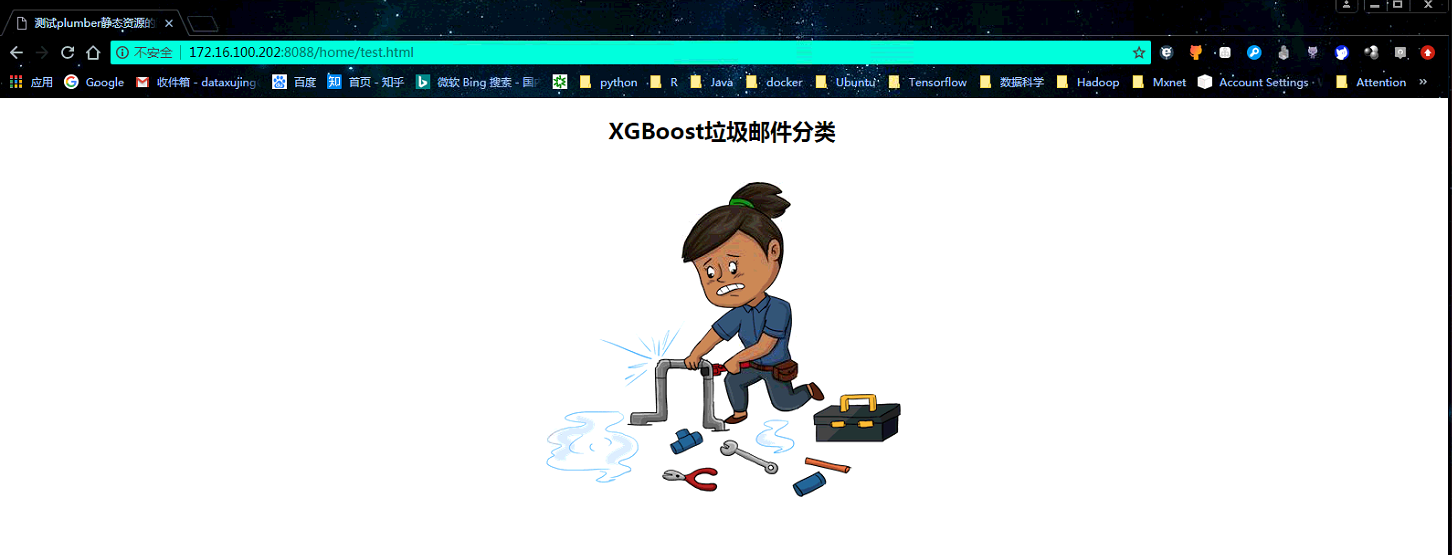 测试plumber静态资源的
不安全 172.16.100.202:8088/home/test.html
应用 Google 收件箱 - dataxujing 百度 首页 - 知乎 微软 Bing 搜索 - 国 python R Java docker Ubuntu Tensorflow 数据科学 Hadoop Mxnet Account Settings - Attention »
XGBoost垃圾邮件分类